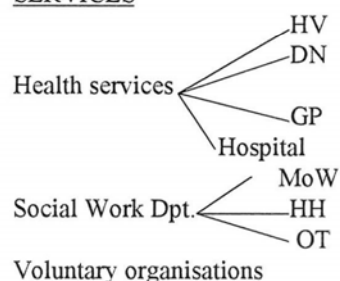 SERVICES
HV
DN
Health services
GP
Hospital
MoW
Social Work Dpt.
HH
OT
Voluntary organisations